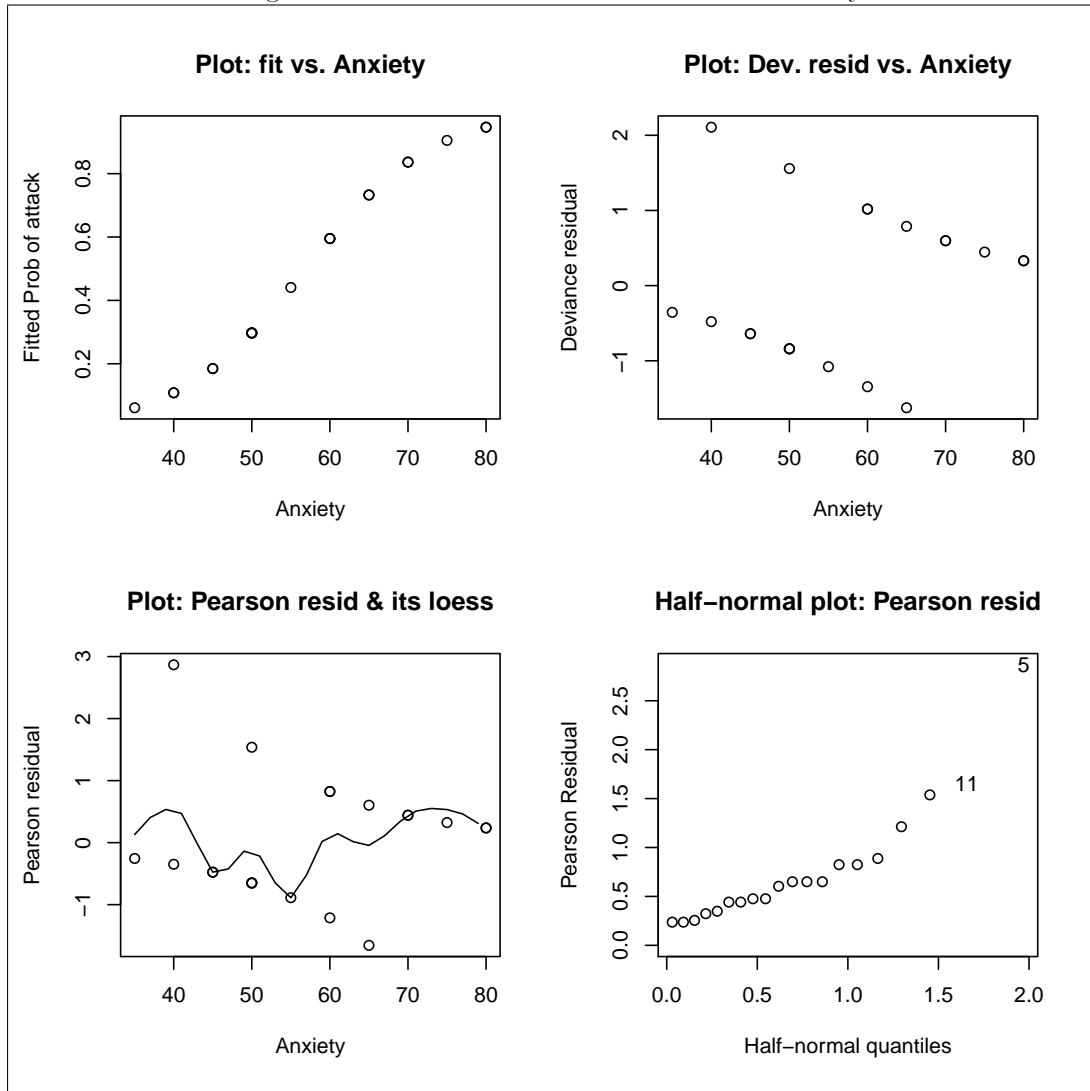 Plot: fit vs. Anxiety
Fitted Prob of attack
0.2 0.4 0.6 0.8
40 50 60 70 80
Anxiety
Plot: Dev. resid vs. Anxiety
Deviance residual
−1 0 1 2
40 50 60 70 80
Anxiety
Plot: Pearson resid & its loess
Pearson residual
−1 0 1 2 3
40 50 60 70 80
Anxiety
Half−normal plot: Pearson resid
Pearson Residual
0.0 0.5 1.0 1.5 2.0 2.5
5
11
0.0 0.5 1.0 1.5 2.0
Half−normal quantiles